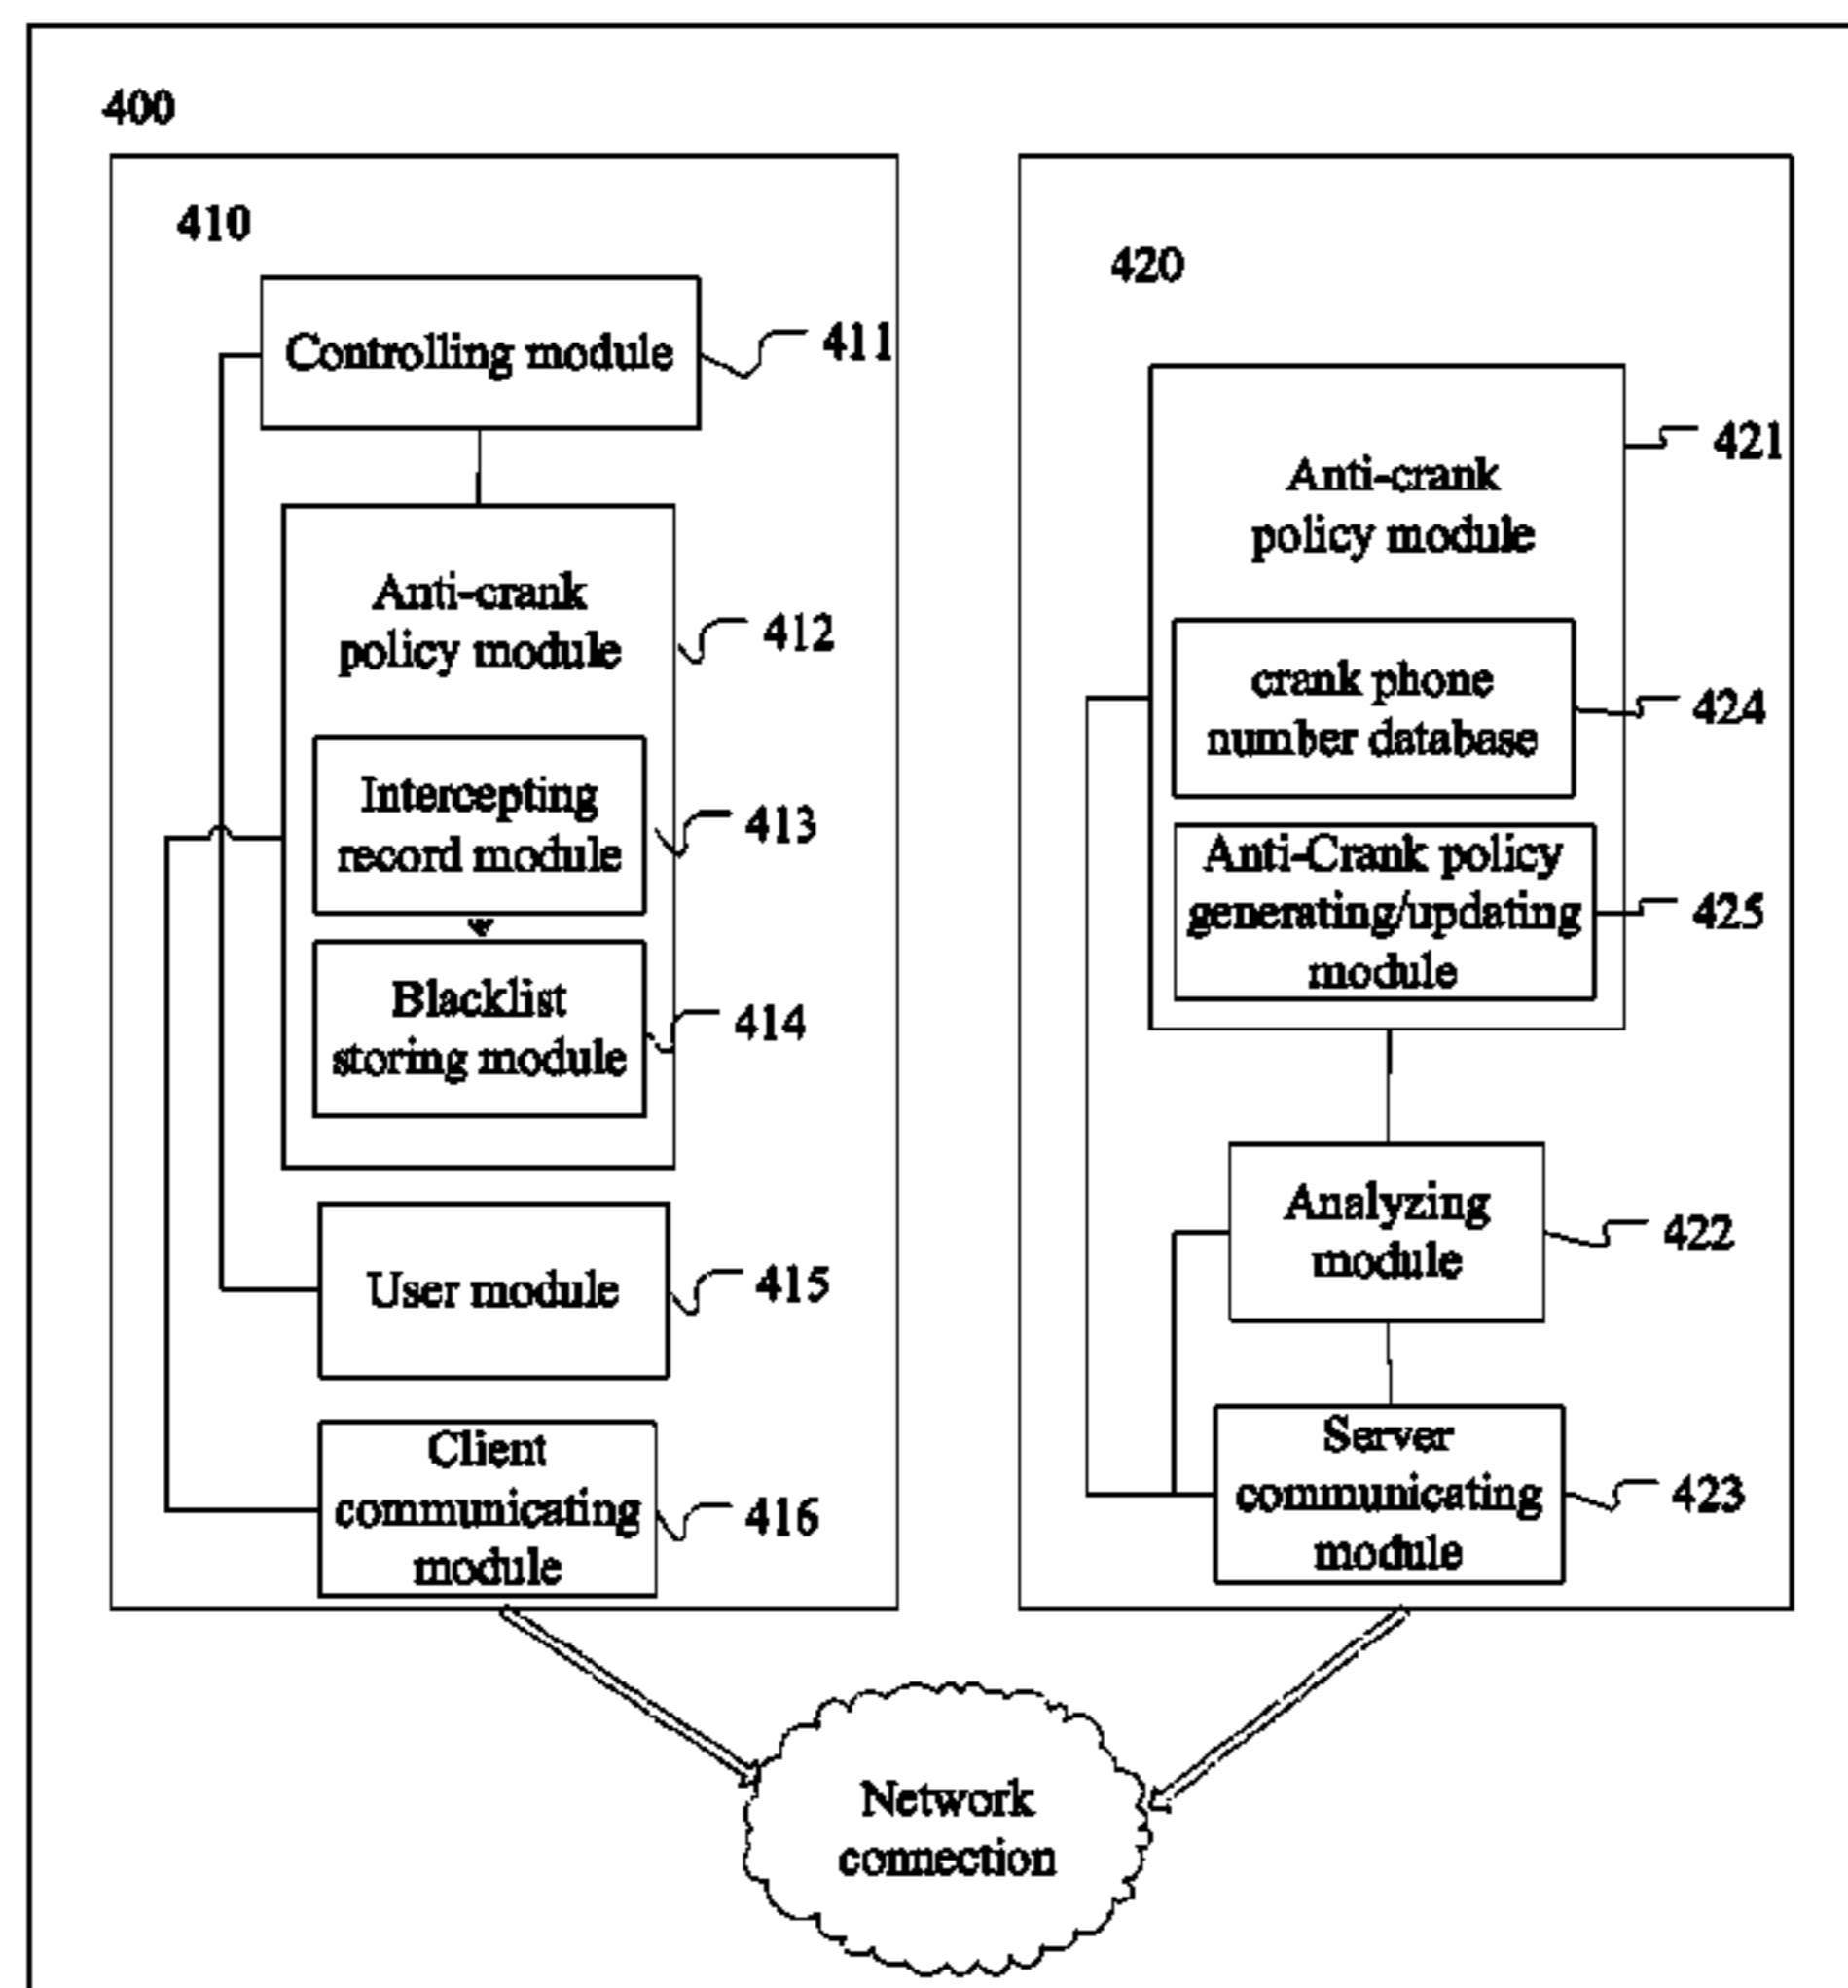 400
410
Controlling module
411
Anti-crank
policy module
412
Intercepting
record module
413
Blacklist
storing module
414
User module
415
Client
communicating
module
416
420
Anti-crank
policy module
421
crank phone
number database
424
Anti-Crank policy
generating/updating
module
425
Analyzing
module
422
Server
communicating
module
423
Network
connection